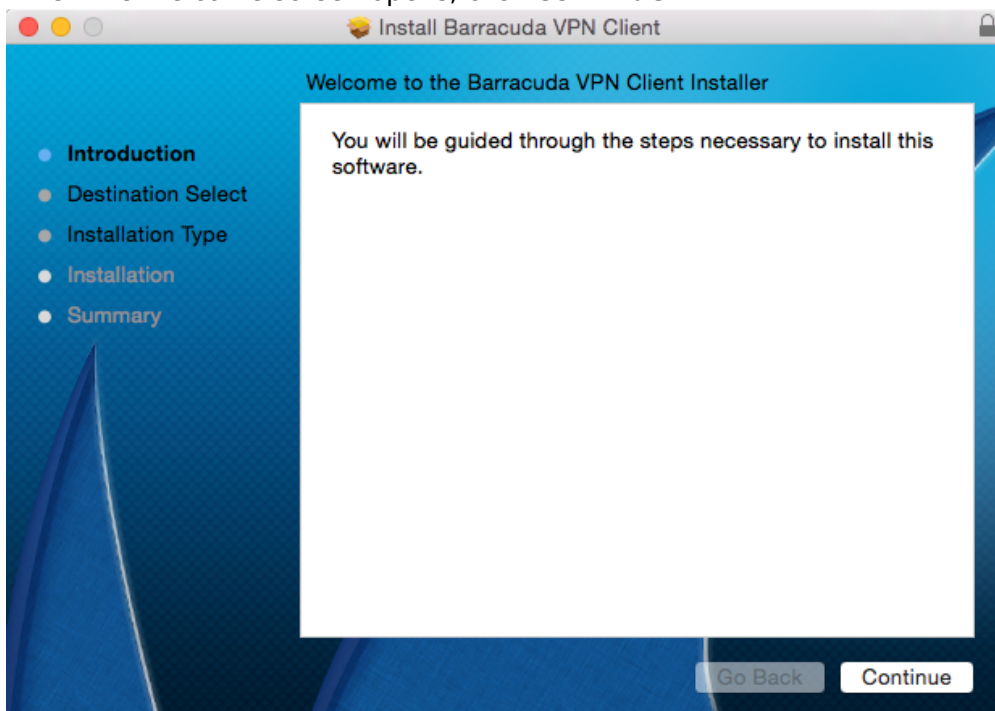 Install Barracuda VPN Client
Welcome to the Barracuda VPN Client Installer
You will be guided through the steps necessary to install this
software.
Introduction
Destination Select
Installation Type
Installation
Summary
Go Back
Continue